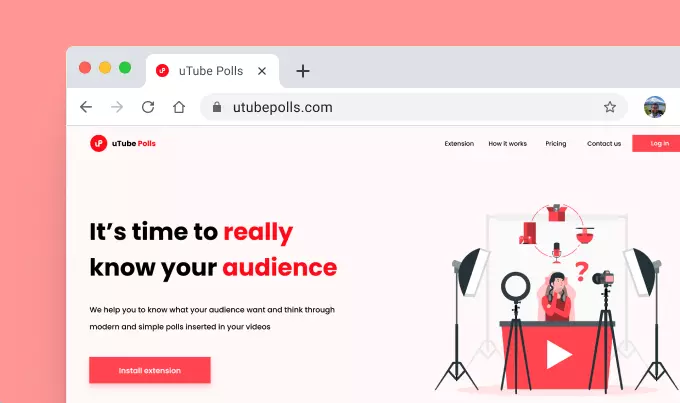 uP uTube Polls
utubepolls.com
uP uTube Polls
Extension How it works Pricing Contact us Log in
It’s time to really
know your audience
We help you to know what your audience want and think through
modern and simple polls inserted in your videos
Install extension
?